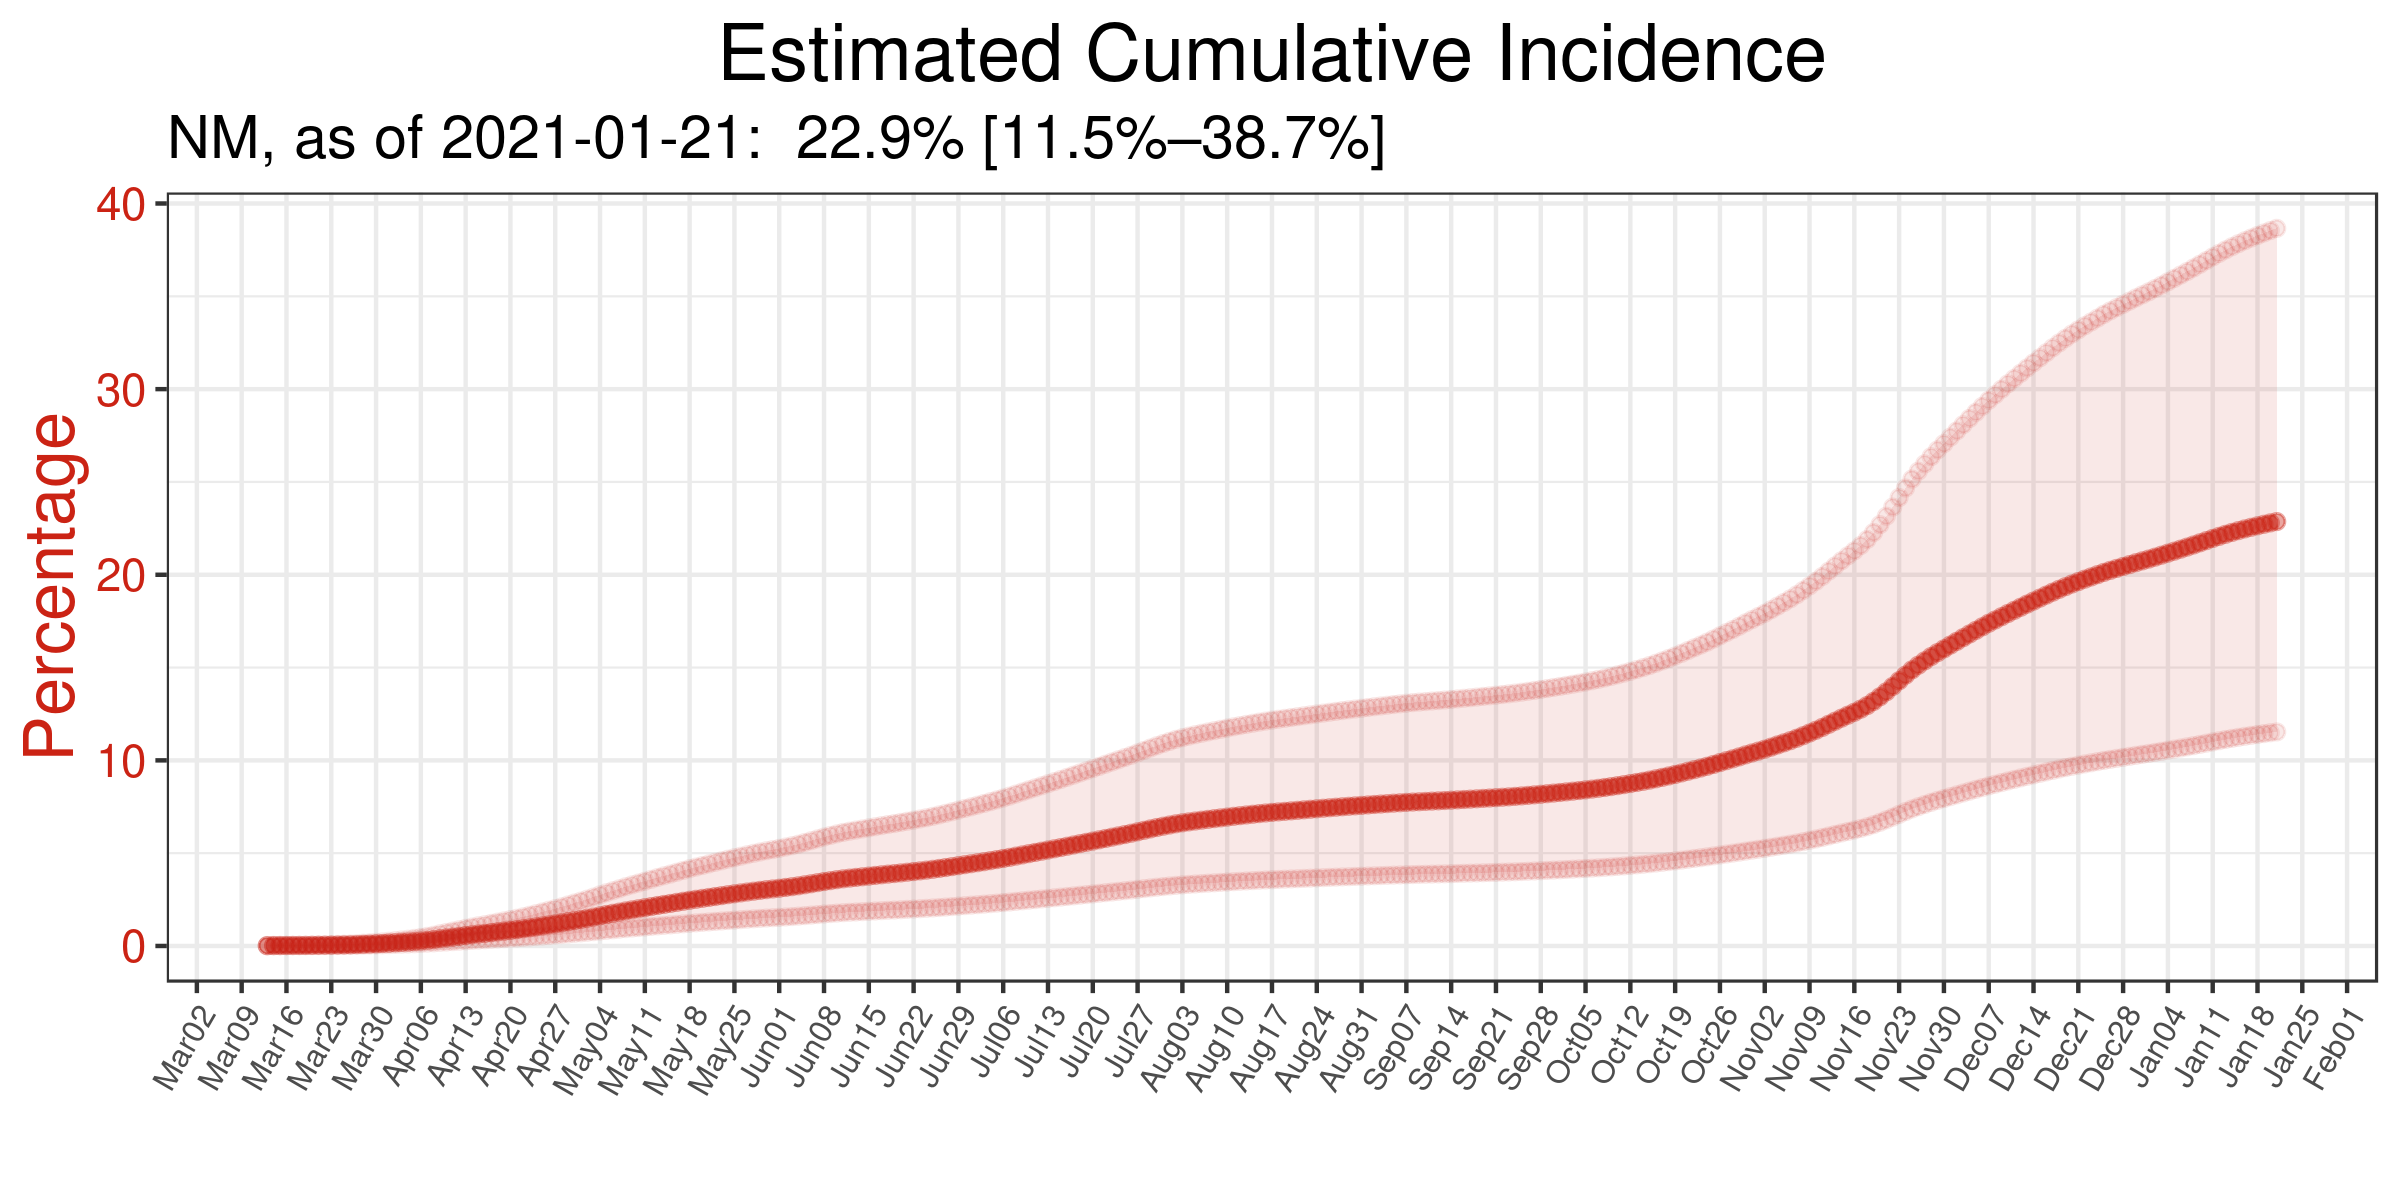 Estimated Cumulative Incidence
NM, as of 2021-01-21:  22.9% [11.5%–38.7%]
Percentage
40
30
20
10
0
Mar02 Mar09 Mar16 Mar23 Mar30 Apr06 Apr13 Apr20 Apr27 May04 May11 May18 May25 Jun01 Jun08 Jun15 Jun22 Jun29 Jul06 Jul13 Jul20 Jul27 Aug03 Aug10 Aug17 Aug24 Aug31 Sep07 Sep14 Sep21 Sep28 Oct05 Oct12 Oct19 Oct26 Nov02 Nov09 Nov16 Nov23 Nov30 Dec07 Dec14 Dec21 Dec28 Jan04 Jan11 Jan18 Jan25 Feb01